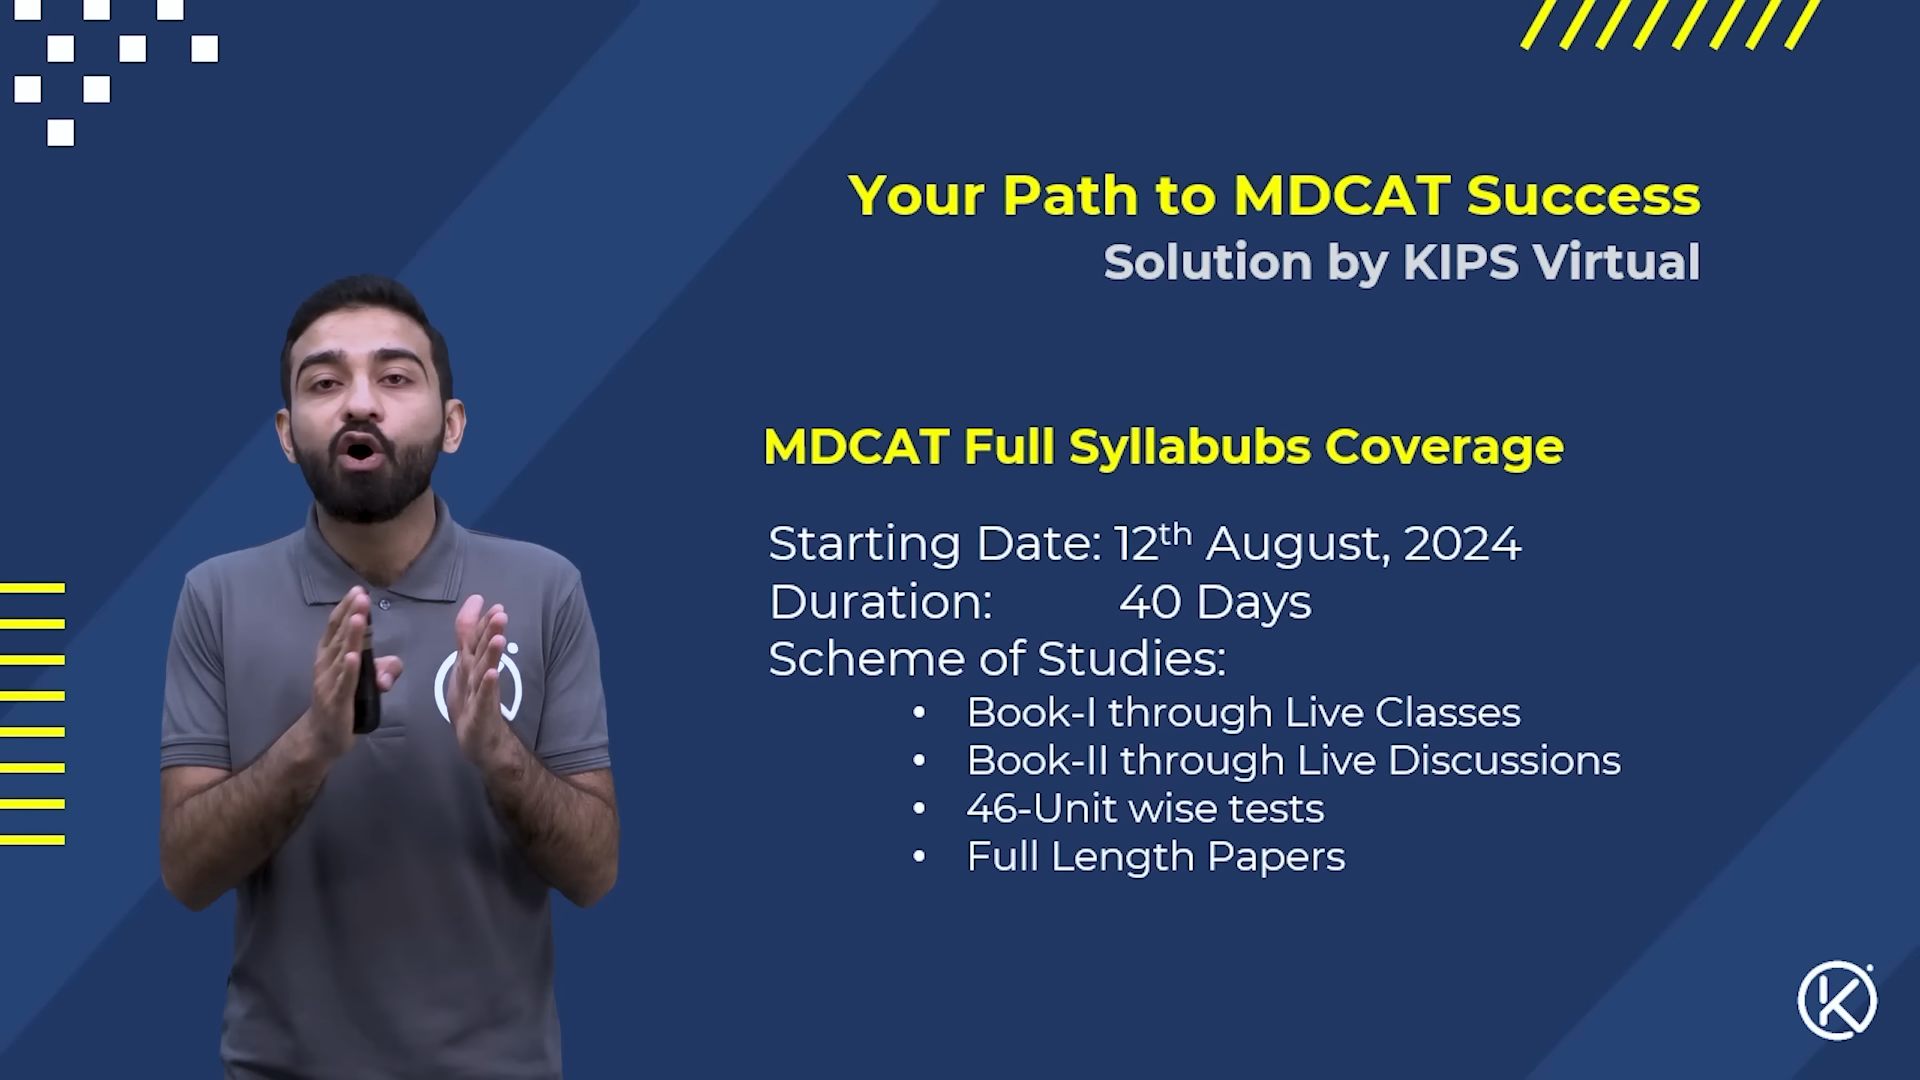 Your Path to MDCAT Success
Solution by KIPS Virtual
MDCAT Full Syllabubs Coverage
Starting Date: 12th August, 2024
Duration: 40 Days
Scheme of Studies:
• Book-I through Live Classes
• Book-II through Live Discussions
• 46-Unit wise tests
• Full Length Papers